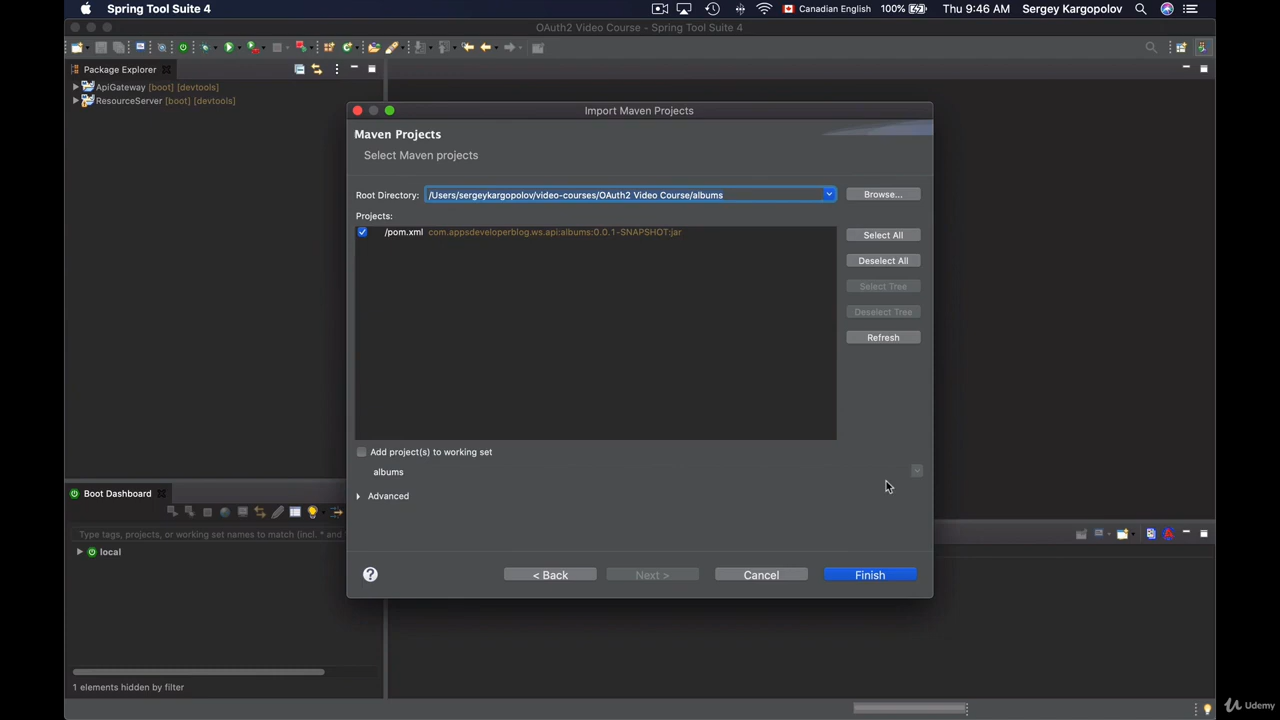 Spring Tool Suite 4
Canadian English
100%
Thu 9:46 AM
Sergey Kargopolov
OAuth2 Video Course - Spring Tool Suite 4
Package Explorer
ApiGateway [boot] [devtools]
ResourceServer [boot] [devtools]
Import Maven Projects
Maven Projects
Select Maven projects
Root Directory:
/Users/sergeykargopolov/video-courses/OAuth2 Video Course/albums
Browse...
Projects:
/pom.xml com.appsdeveloperblog.ws.api:albums:0.0.1-SNAPSHOT:jar
Select All
Deselect All
Select Tree
Deselect Tree
Refresh
Add project(s) to working set
albums
Advanced
< Back
Next >
Cancel
Finish
Boot Dashboard
Type tags, projects, or working set names to match (incl. * and
local
1 elements hidden by filter
Udemy